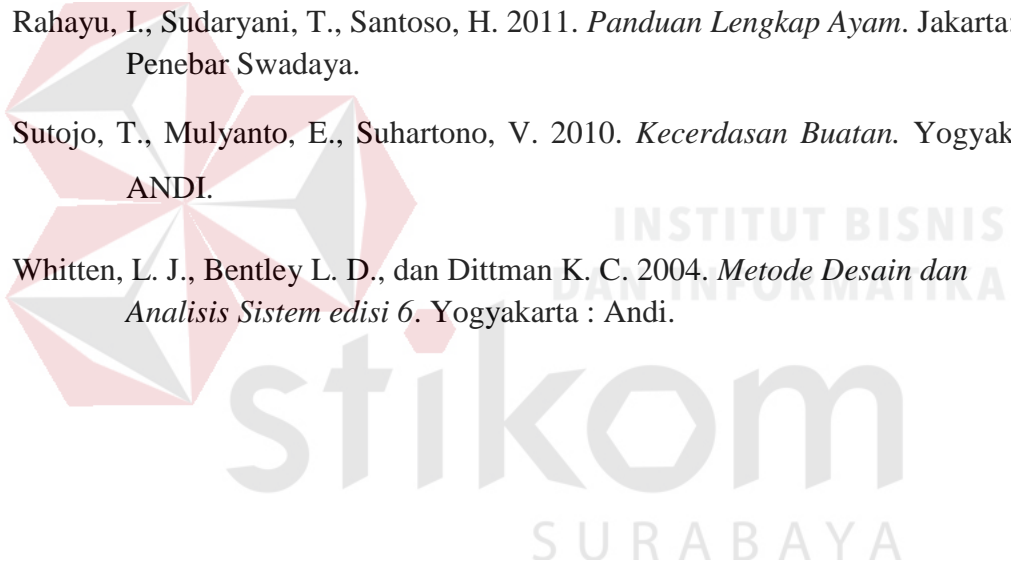 Rahayu, I., Sudaryani, T., Santoso, H. 2011. Panduan Lengkap Ayam. Jakarta:
Penebar Swadaya.
Sutojo, T., Mulyanto, E., Suhartono, V. 2010. Kecerdasan Buatan. Yogyak
ANDI.
INSTITUT BISNIS
Whitten, L. J., Bentley L. D., dan Dittman K. C. 2004. Metode Desain dan
DAN INFORMATIKA
Analisis Sistem edisi 6. Yogyakarta : Andi.
stikom
SURABAYA